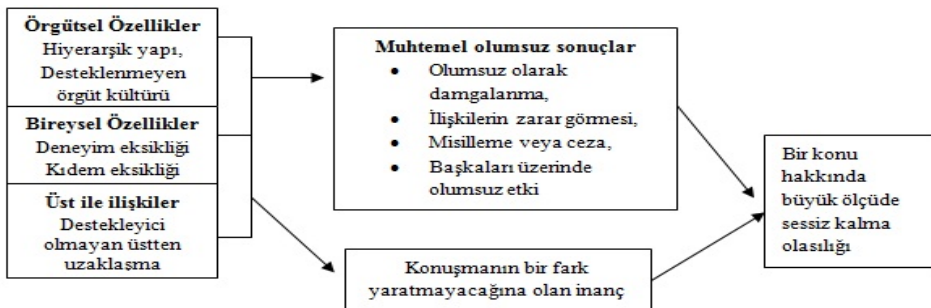 Örgütsel Özellikler
Hiyerarşik yapı,
Desteklenmeyen
örgüt kültürü
Bireysel Özellikler
Deneyim eksikliği
Kıdem eksikliği
Üst ile ilişkiler
Destekleyici
olmayan üstten
uzaklaşma
Muhtemel olumsuz sonuçlar
• Olumsuz olarak
damgalanma,
• İlişkilerin zarar görmesi,
• Misilleme veya ceza,
• Başkaları üzerinde
olumsuz etki
Konuşmanın bir fark
yaratmayacağına olan inanç
Bir konu
hakkında
büyük ölçüde
sessiz kalma
olasılığı